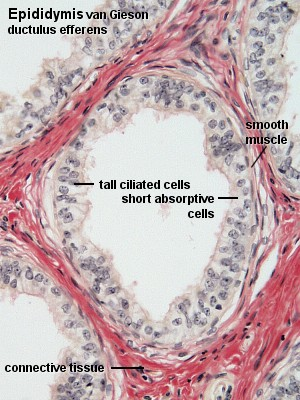 Epididymis van Gieson
ductulus efferens
smooth
muscle
tall ciliated cells
short absorptive
cells
connective tissue